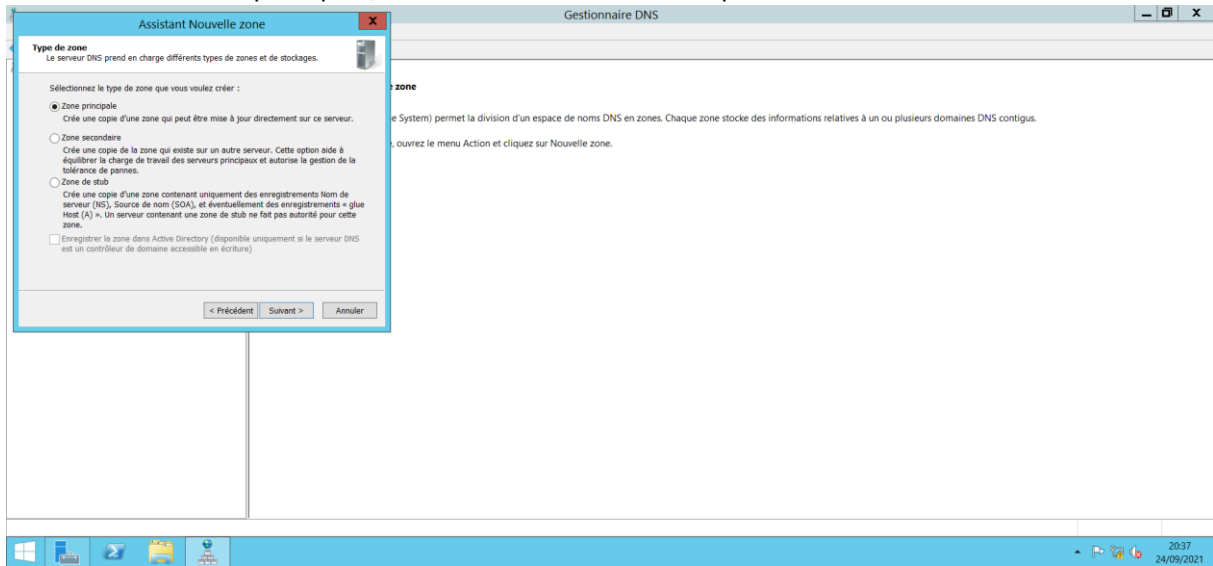 Gestionnaire DNS
Assistant Nouvelle zone
Type de zone
Le serveur DNS prend en charge différents types de zones et de stockages.
Sélectionnez le type de zone que vous voulez créer :
Zone principale
Crée une copie d'une zone qui peut être mise à jour directement sur ce serveur.
Zone secondaire
Crée une copie de la zone qui existe sur un autre serveur. Cette option aide à
équilibrer la charge de travail des serveurs principaux et autorise la gestion de la
tolérance de pannes.
Zone de stub
Crée une copie d'une zone contenant uniquement des enregistrements Nom de
serveur (NS), Source de nom (SOA), et éventuellement des enregistrements « glue
Host (A) ». Un serveur contenant une zone de stub ne fait pas autorité pour cette
zone.
Enregistrer la zone dans Active Directory (disponible uniquement si le serveur DNS
est un contrôleur de domaine accessible en écriture)
< Précédent
Suivant >
Annuler
zone
e System) permet la division d'un espace de noms DNS en zones. Chaque zone stocke des informations relatives à un ou plusieurs domaines DNS contigus.
, ouvrez le menu Action et cliquez sur Nouvelle zone.
20:37
24/09/2021